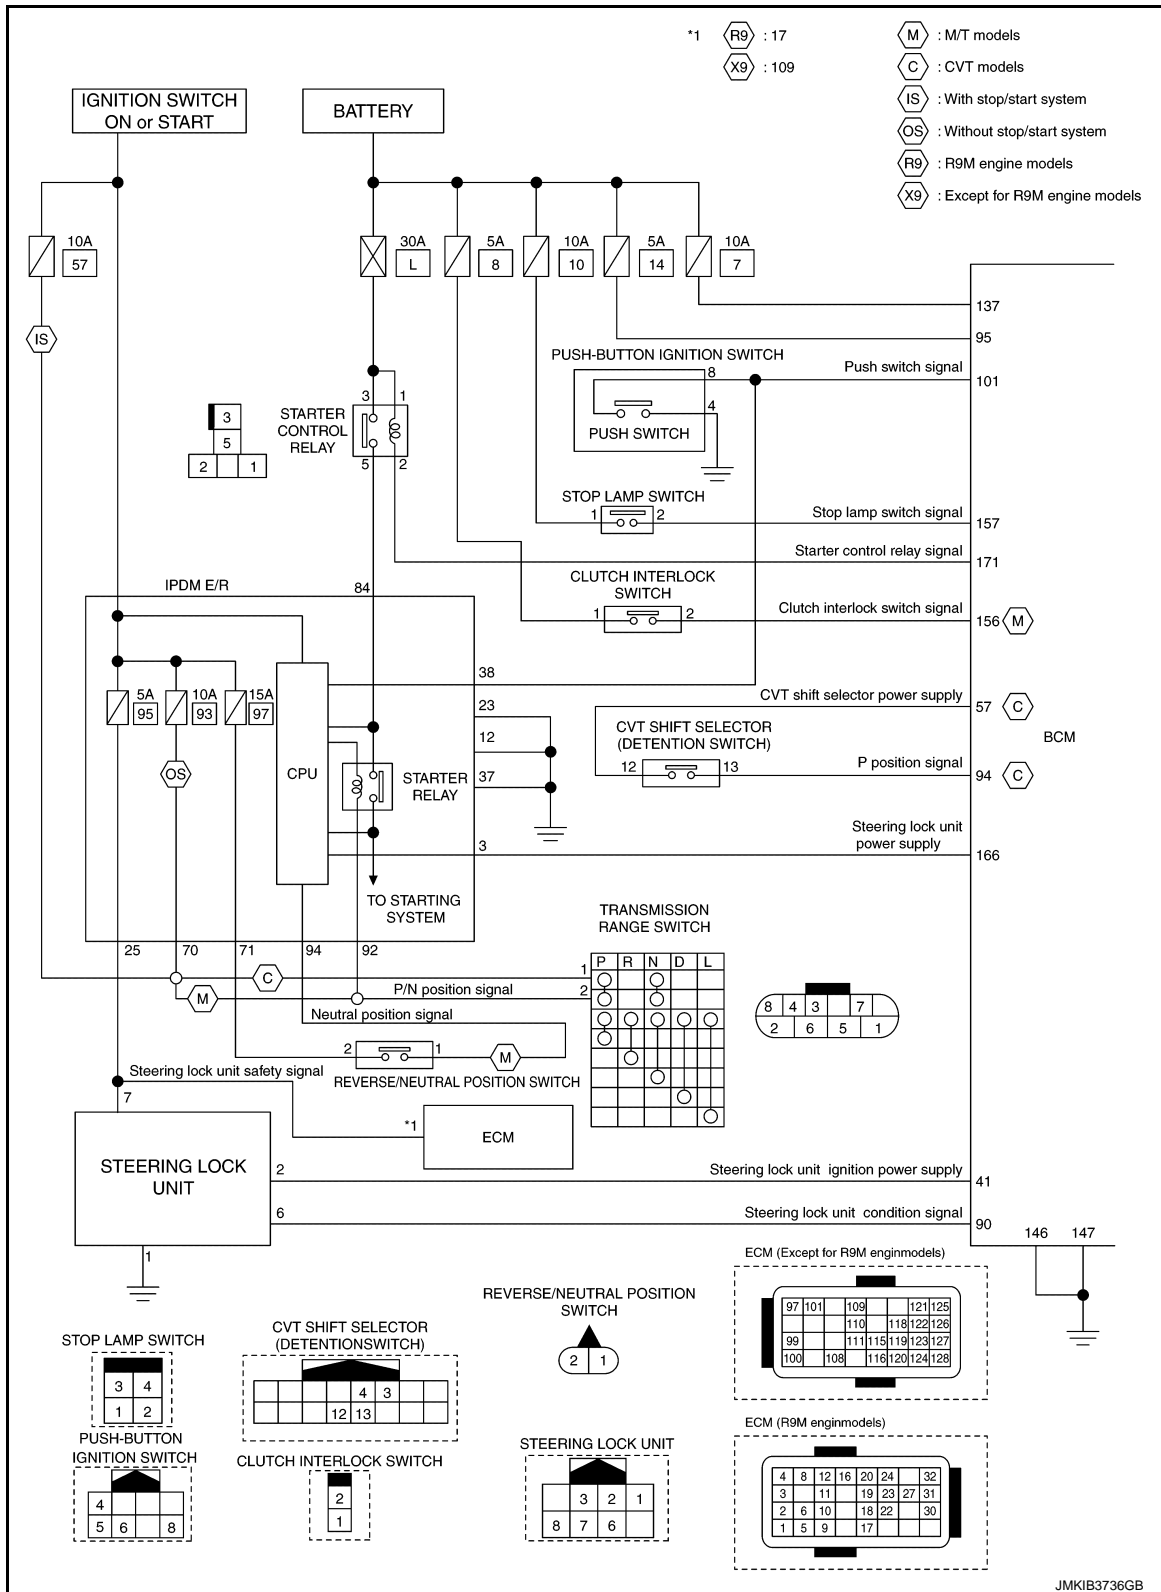 *1 R9 : 17
X9 : 109
M : M/T models
C : CVT models
IS : With stop/start system
OS : Without stop/start system
R9 : R9M engine models
X9 : Except for R9M engine models
IGNITION SWITCH
ON or START
BATTERY
10A
57
30A
L
5A
8
10A
10
5A
14
10A
7
IS
137
95
PUSH-BUTTON IGNITION SWITCH
8
4
PUSH SWITCH
Push switch signal
101
3
5
2 1
STARTER
CONTROL
RELAY
3 1
5 2
STOP LAMP SWITCH
1 2
Stop lamp switch signal
157
Starter control relay signal
171
CLUTCH INTERLOCK
SWITCH
1 2
Clutch interlock switch signal
156 M
IPDM E/R
84
38
23
12
37
3
5A
95
10A
93
15A
97
OS
CPU
STARTER
RELAY
TO STARTING
SYSTEM
CVT shift selector power supply
57 C
CVT SHIFT SELECTOR
(DETENTION SWITCH)
12 13
P position signal
94 C
BCM
Steering lock unit
power supply
166
25 70 71 94 92
TRANSMISSION
RANGE SWITCH
P R N D L
1
2
C
M
P/N position signal
Neutral position signal
2 1
M
REVERSE/NEUTRAL POSITION SWITCH
8 4 3 7
2 6 5 1
Steering lock unit safety signal
7
*1
ECM
STEERING LOCK
UNIT
2
Steering lock unit ignition power supply
41
6
Steering lock unit condition signal
90
1
146 147
STOP LAMP SWITCH
3 4
1 2
CVT SHIFT SELECTOR
(DETENTIONSWITCH)
4 3
12 13
REVERSE/NEUTRAL POSITION
SWITCH
2 1
ECM (Except for R9M enginmodels)
97 101 109 121 125
110 118 122 126
99 111 115 119 123 127
100 108 116 120 124 128
PUSH-BUTTON
IGNITION SWITCH
4
5 6 8
CLUTCH INTERLOCK SWITCH
2
1
STEERING LOCK UNIT
3 2 1
8 7 6
ECM (R9M enginmodels)
4 8 12 16 20 24 32
3 11 19 23 27 31
2 6 10 18 22 30
1 5 9 17
JMKIB3736GB